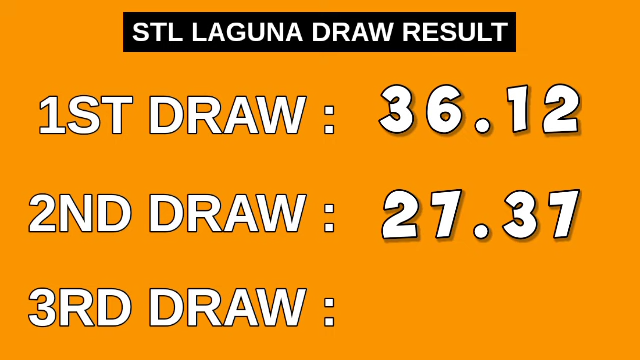 STL LAGUNA DRAW RESULT
1ST DRAW : 36.12
2ND DRAW : 27.37
3RD DRAW :